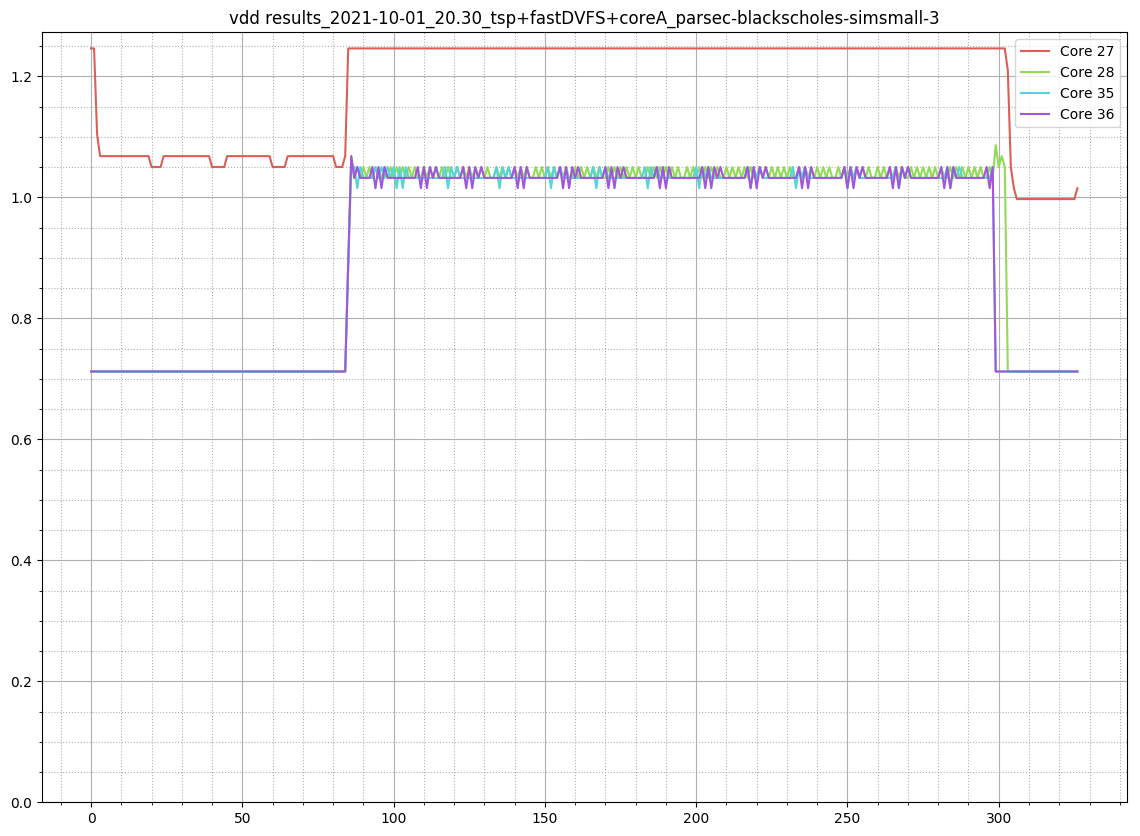 vdd results_2021-10-01_20.30_tsp+fastDVFS+coreA_parsec-blackscholes-simsmall-3
Core 27
Core 28
Core 35
Core 36
1.2
1.0
0.8
0.6
0.4
0.2
0.0
0 50 100 150 200 250 300